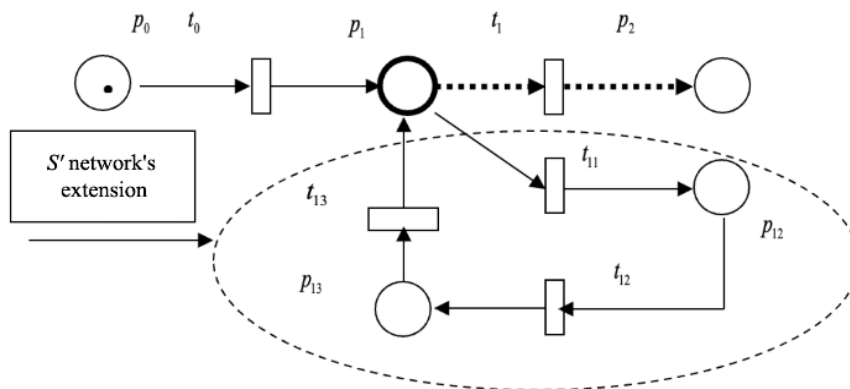 p₀ t₀ p₁ t₁ p₂
S′ network's
extension
t₁₁
t₁₃
p₁₂
p₁₃ t₁₂